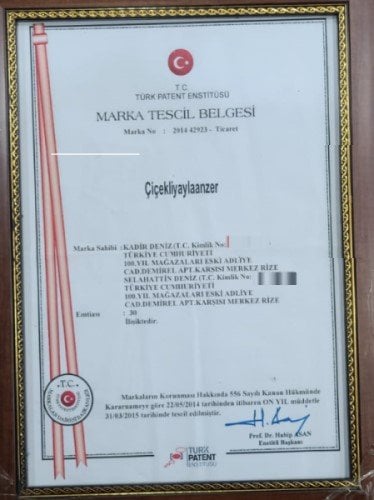 T.C.
TÜRK PATENT ENSTİTÜSÜ
MARKA TESCİL BELGESİ
Marka No : 2014 42923 - Ticaret
Çiçekliyaylaanzer
Marka Sahibi :KADİR DENİZ(T.C. Kimlik No:
TÜRKİYE CUMHURİYETİ
100.YIL MAĞAZALARI ESKİ ADLİYE
CAD.DEMİREL APT.KARŞISI MERKEZ RİZE
SELAHATTİN DENİZ (T.C. Kimlik No:
TÜRKİYE CUMHURİYETİ
100.YIL MAĞAZALARI ESKİ ADLİYE
CAD.DEMİREL APT.KARŞISI MERKEZ RİZE
Emtiası : 30
İlişiktedir.
Markaların Korunması Hakkında 556 Sayılı Kanun Hükmünde
Kararnameye göre 22/05/2014 tarihinden itibaren ON YIL müddetle
31/03/2015 tarihinde tescil edilmiştir.
Prof. Dr. Habip ASAN
Enstitü Başkanı
T.C.
TÜRK
PATENT
ENSTİTÜSÜ